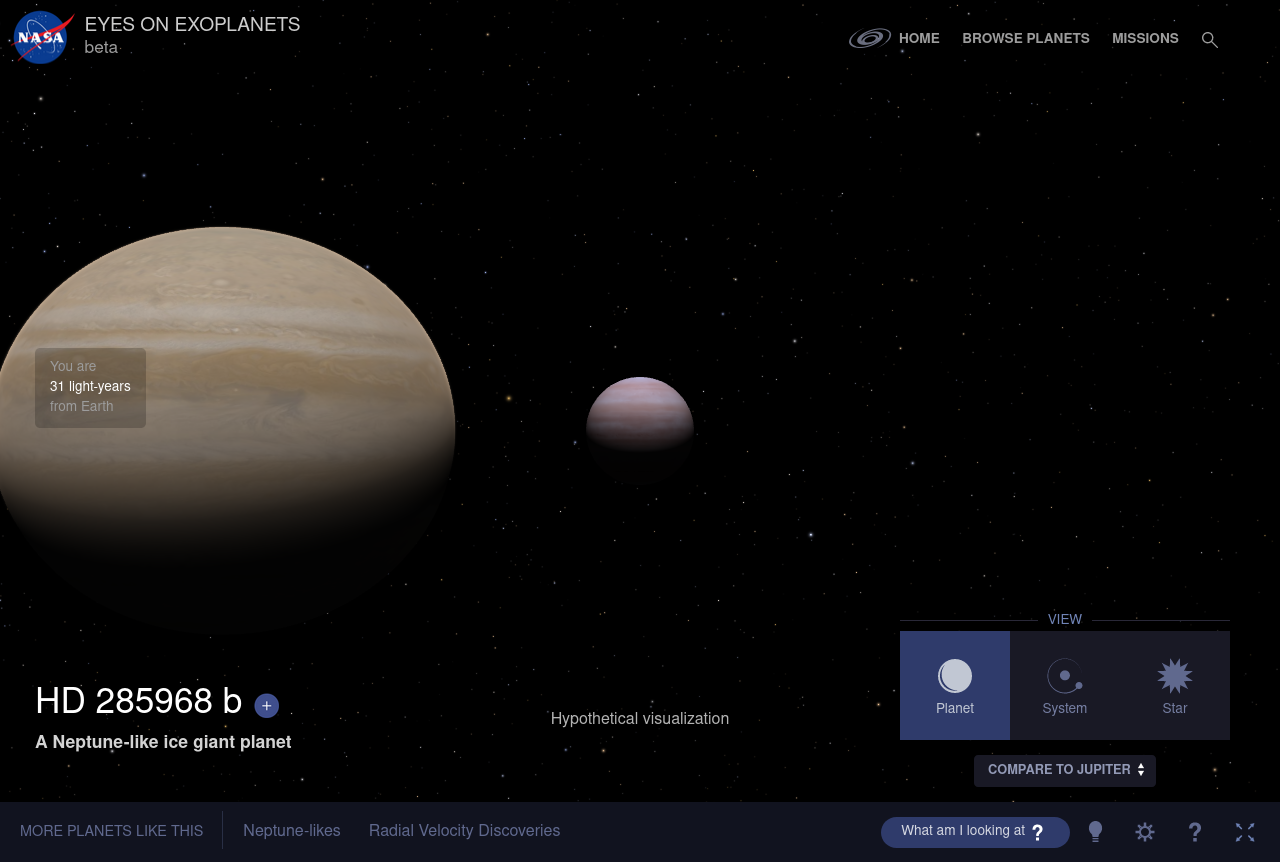 NASA
EYES ON EXOPLANETS
beta
HOME
BROWSE PLANETS
MISSIONS
You are
31 light-years
from Earth
VIEW
Planet
System
Star
HD 285968 b +
A Neptune-like ice giant planet
Hypothetical visualization
COMPARE TO JUPITER
MORE PLANETS LIKE THIS
Neptune-likes
Radial Velocity Discoveries
What am I looking at ?
?